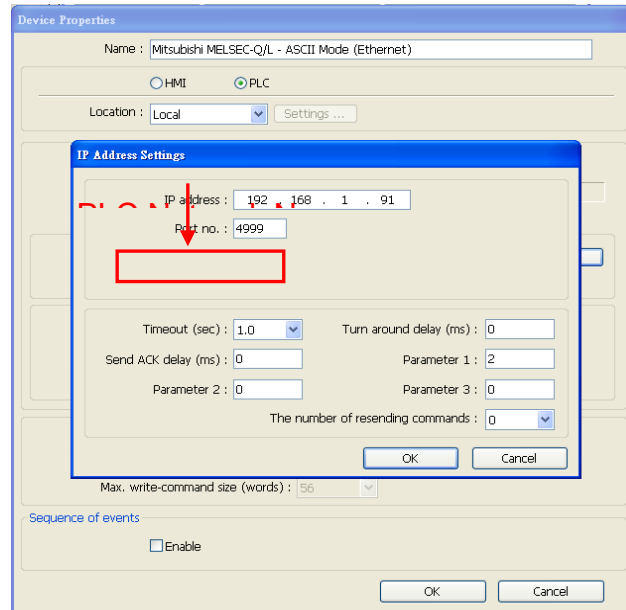 Device Properties
Name : Mitsubishi MELSEC-Q/L - ASCII Mode (Ethernet)
HMI PLC
Location : Local Settings ...
IP Address Settings
IP address : 192 . 168 . 1 . 91
Port no. : 4999
Timeout (sec) : 1.0 Turn around delay (ms) : 0
Send ACK delay (ms) : 0 Parameter 1 : 2
Parameter 2 : 0 Parameter 3 : 0
The number of resending commands : 0
OK Cancel
Max. write-command size (words) : 56
Sequence of events
Enable
OK Cancel